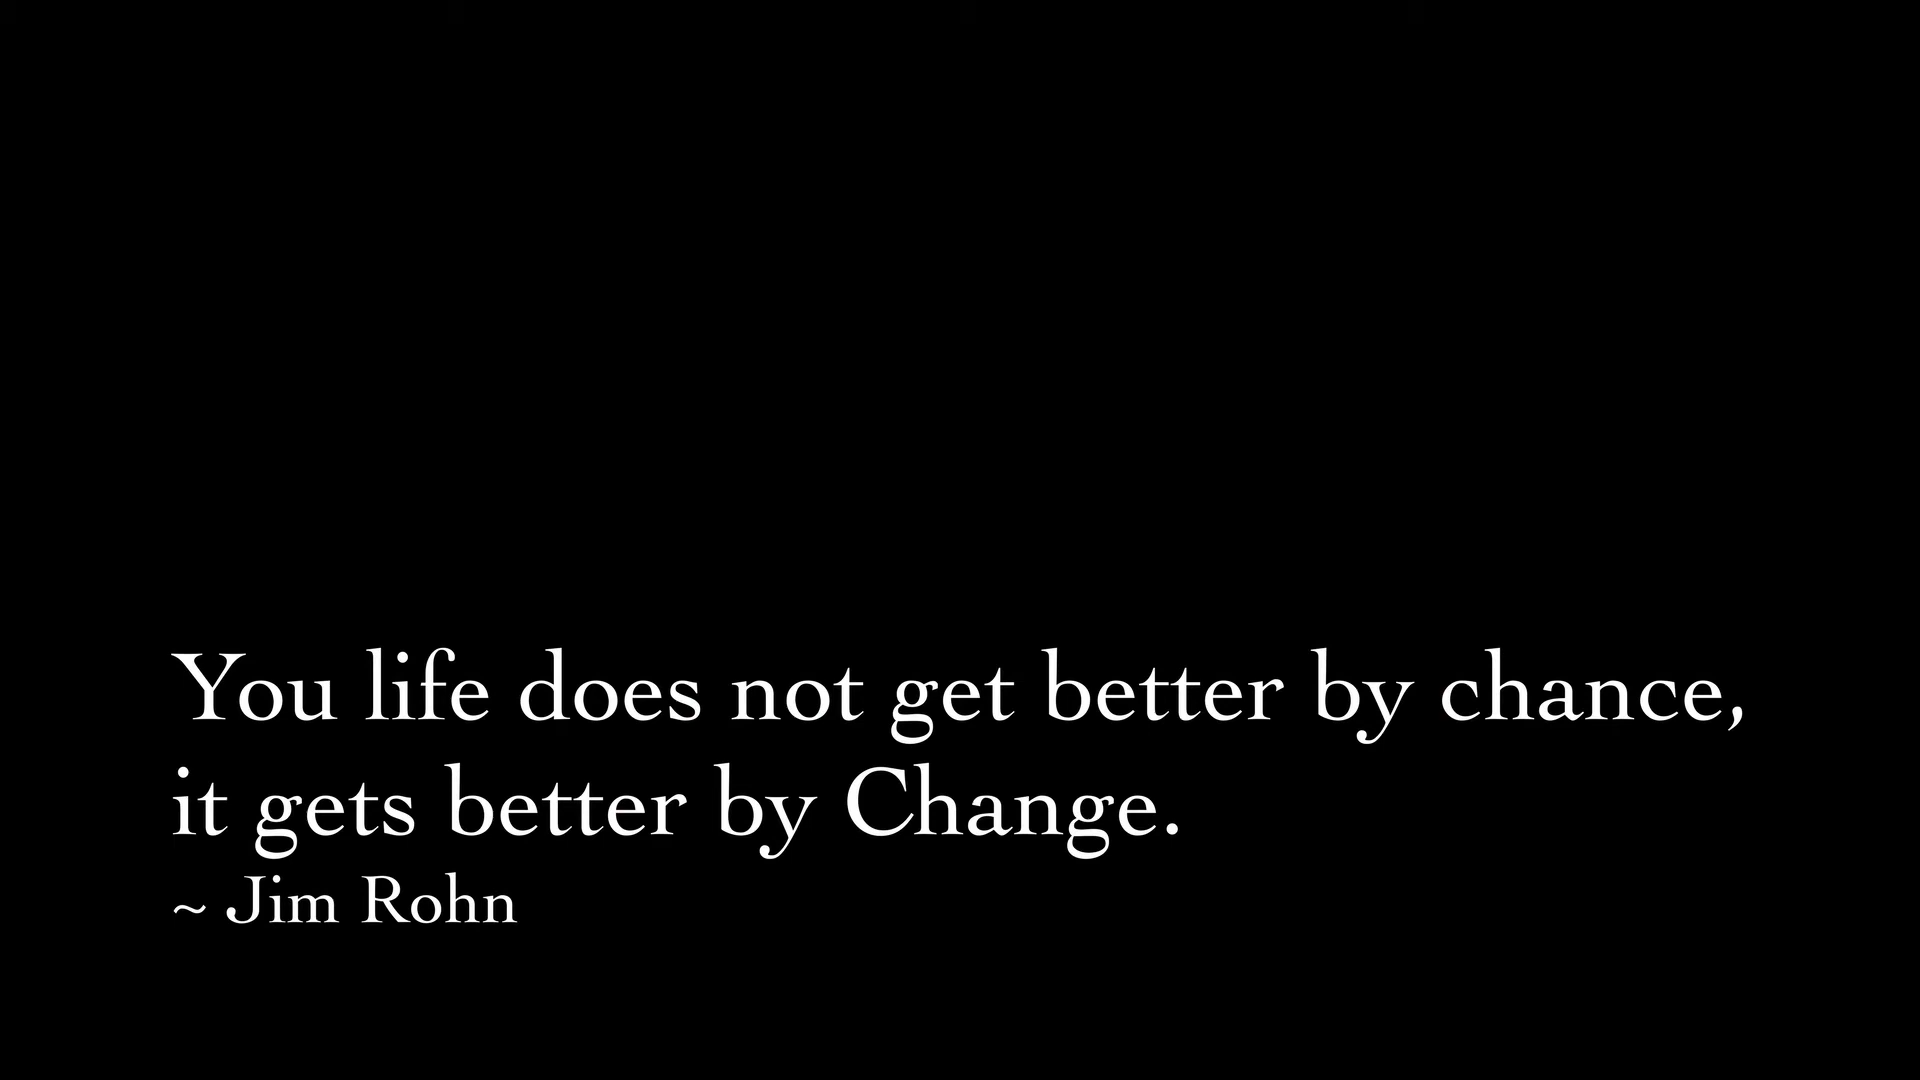 You life does not get better by chance,
it gets better by Change.
~ Jim Rohn